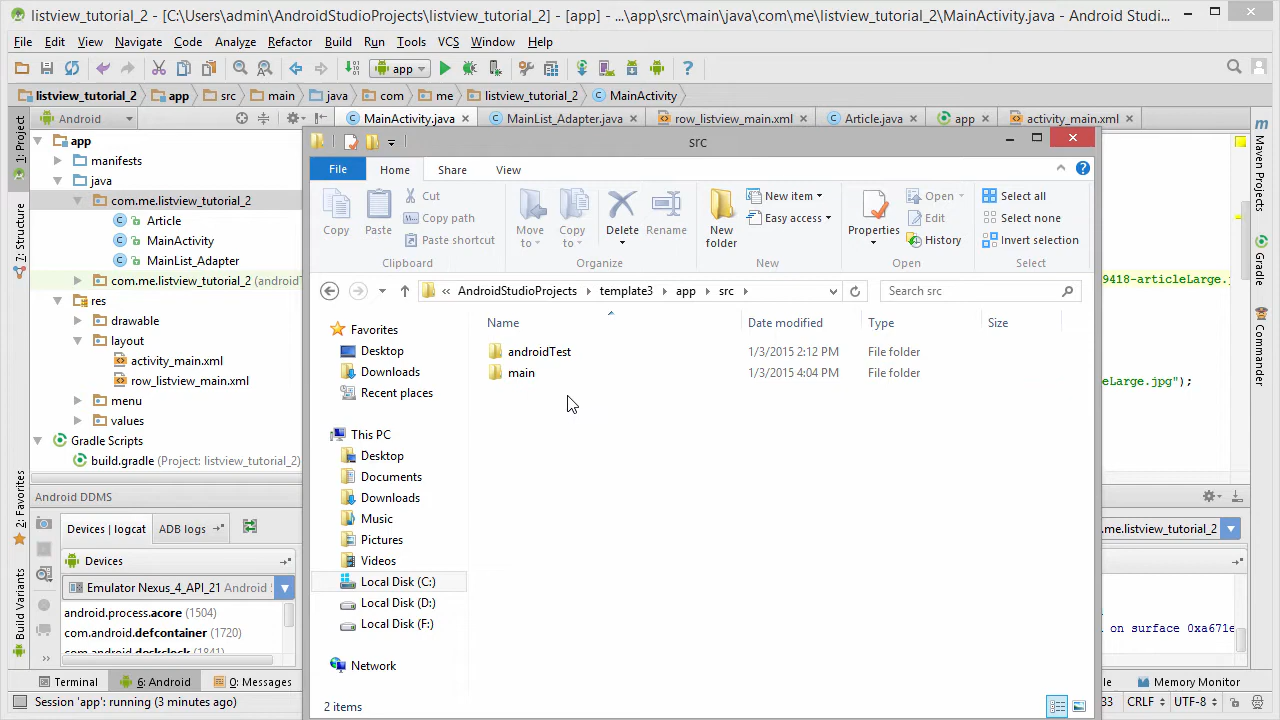 listview_tutorial_2 - [C:\Users\admin\AndroidStudioProjects\listview_tutorial_2] - [app] - ...\app\src\main\java\com\me\listview_tutorial_2\MainActivity.java - Android Studi...
File Edit View Navigate Code Analyze Refactor Build Run Tools VCS Window Help
app
listview_tutorial_2 app src main java com me listview_tutorial_2 MainActivity
Android
MainActivity.java MainList_Adapter.java row_listview_main.xml Article.java app activity_main.xml
1: Project
7: Structure
2: Favorites
Build Variants
app
manifests
java
com.me.listview_tutorial_2
Article
MainActivity
MainList_Adapter
com.me.listview_tutorial_2 (android
res
drawable
layout
activity_main.xml
row_listview_main.xml
menu
values
Gradle Scripts
build.gradle (Project: listview_tutorial_2)
src
File Home Share View
Copy
Paste
Cut
Copy path
Paste shortcut
Clipboard
Move to
Copy to
Delete
Rename
Organize
New folder
New item
Easy access
New
Properties
Open
Edit
History
Open
Select all
Select none
Invert selection
Select
« AndroidStudioProjects template3 app src
Search src
Favorites
Desktop
Downloads
Recent places
This PC
Desktop
Documents
Downloads
Music
Pictures
Videos
Local Disk (C:)
Local Disk (D:)
Local Disk (F:)
Network
Name Date modified Type Size
androidTest 1/3/2015 2:12 PM File folder
main 1/3/2015 4:04 PM File folder
2 items
9418-articleLarge.j
eLarge.jpg");
Maven Projects
Gradle
Commander
Android DDMS
Devices | logcat ADB logs
Devices
Emulator Nexus_4_API_21 Android
android.process.acore (1504)
com.android.defcontainer (1720)
com.android.deskclock (1841)
.me.listview_tutorial_2
on surface 0xa671e
Terminal 6: Android 0: Messages
Memory Monitor
Session 'app': running (3 minutes ago)
33 CRLF UTF-8